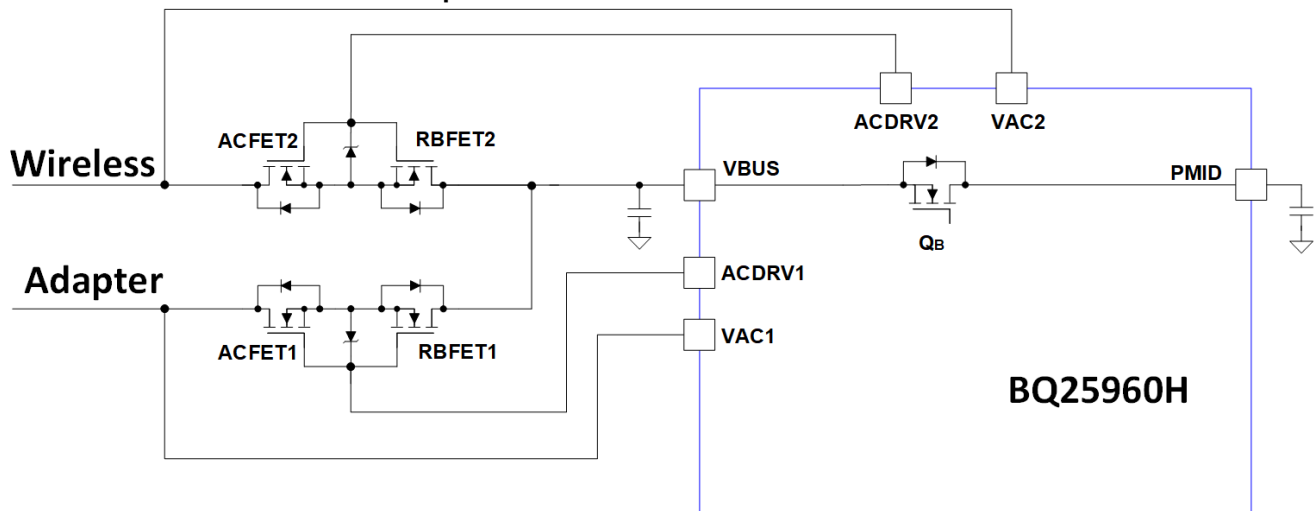 ACFET2
RBFET2
Wireless
ACDRV2
VAC2
VBUS
PMID
QB
Adapter
ACDRV1
VAC1
ACFET1
RBFET1
BQ25960H